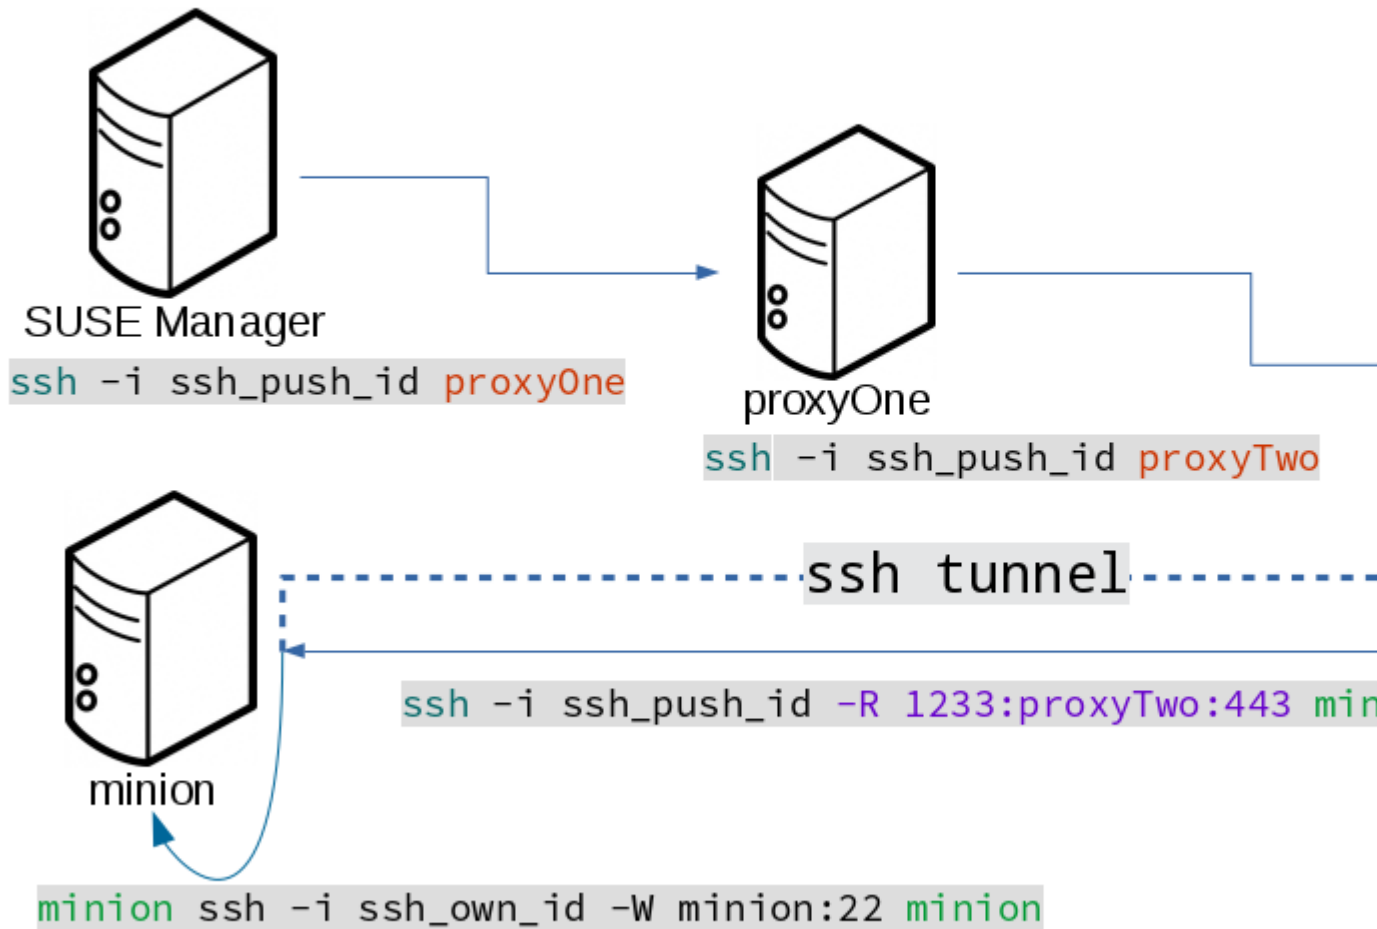 SUSE Manager
ssh -i ssh_push_id proxyOne
proxyOne
ssh -i ssh_push_id proxyTwo
ssh tunnel
ssh -i ssh_push_id -R 1233:proxyTwo:443 min
minion
minion ssh -i ssh_own_id -W minion:22 minion